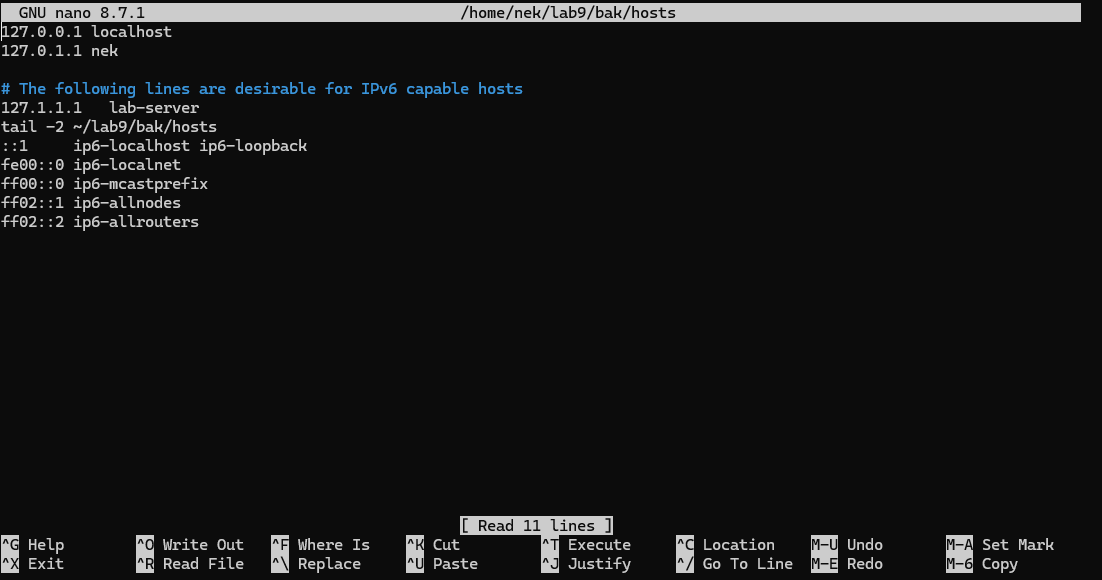 GNU nano 8.7.1 /home/nek/lab9/bak/hosts
127.0.0.1 localhost
127.0.1.1 nek
# The following lines are desirable for IPv6 capable hosts
127.1.1.1   lab-server
tail -2 ~/lab9/bak/hosts
::1     ip6-localhost ip6-loopback
fe00::0 ip6-localnet
ff00::0 ip6-mcastprefix
ff02::1 ip6-allnodes
ff02::2 ip6-allrouters
[ Read 11 lines ]
^G Help ^O Write Out ^F Where Is ^K Cut ^T Execute ^C Location M-U Undo M-A Set Mark
^X Exit ^R Read File ^\ Replace ^U Paste ^J Justify ^/ Go To Line M-E Redo M-6 Copy